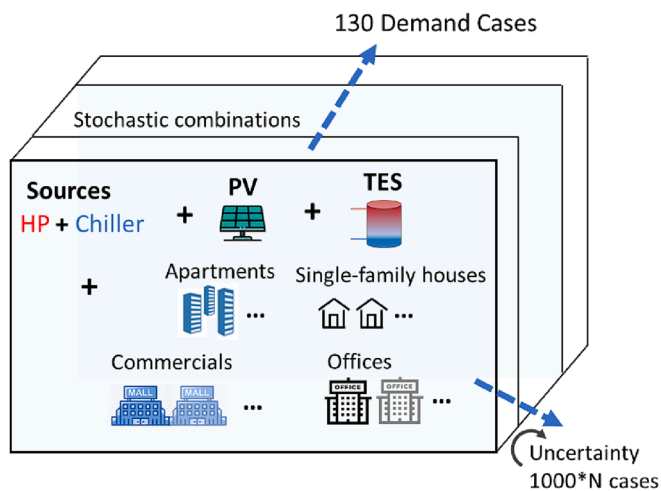 130 Demand Cases
Stochastic combinations
Sources
HP + Chiller
+
PV
+
TES
+
Apartments
...
Single-family houses
...
Commercials
MALL
MALL
...
Offices
OFFICE
OFFICE
...
Uncertainty
1000*N cases